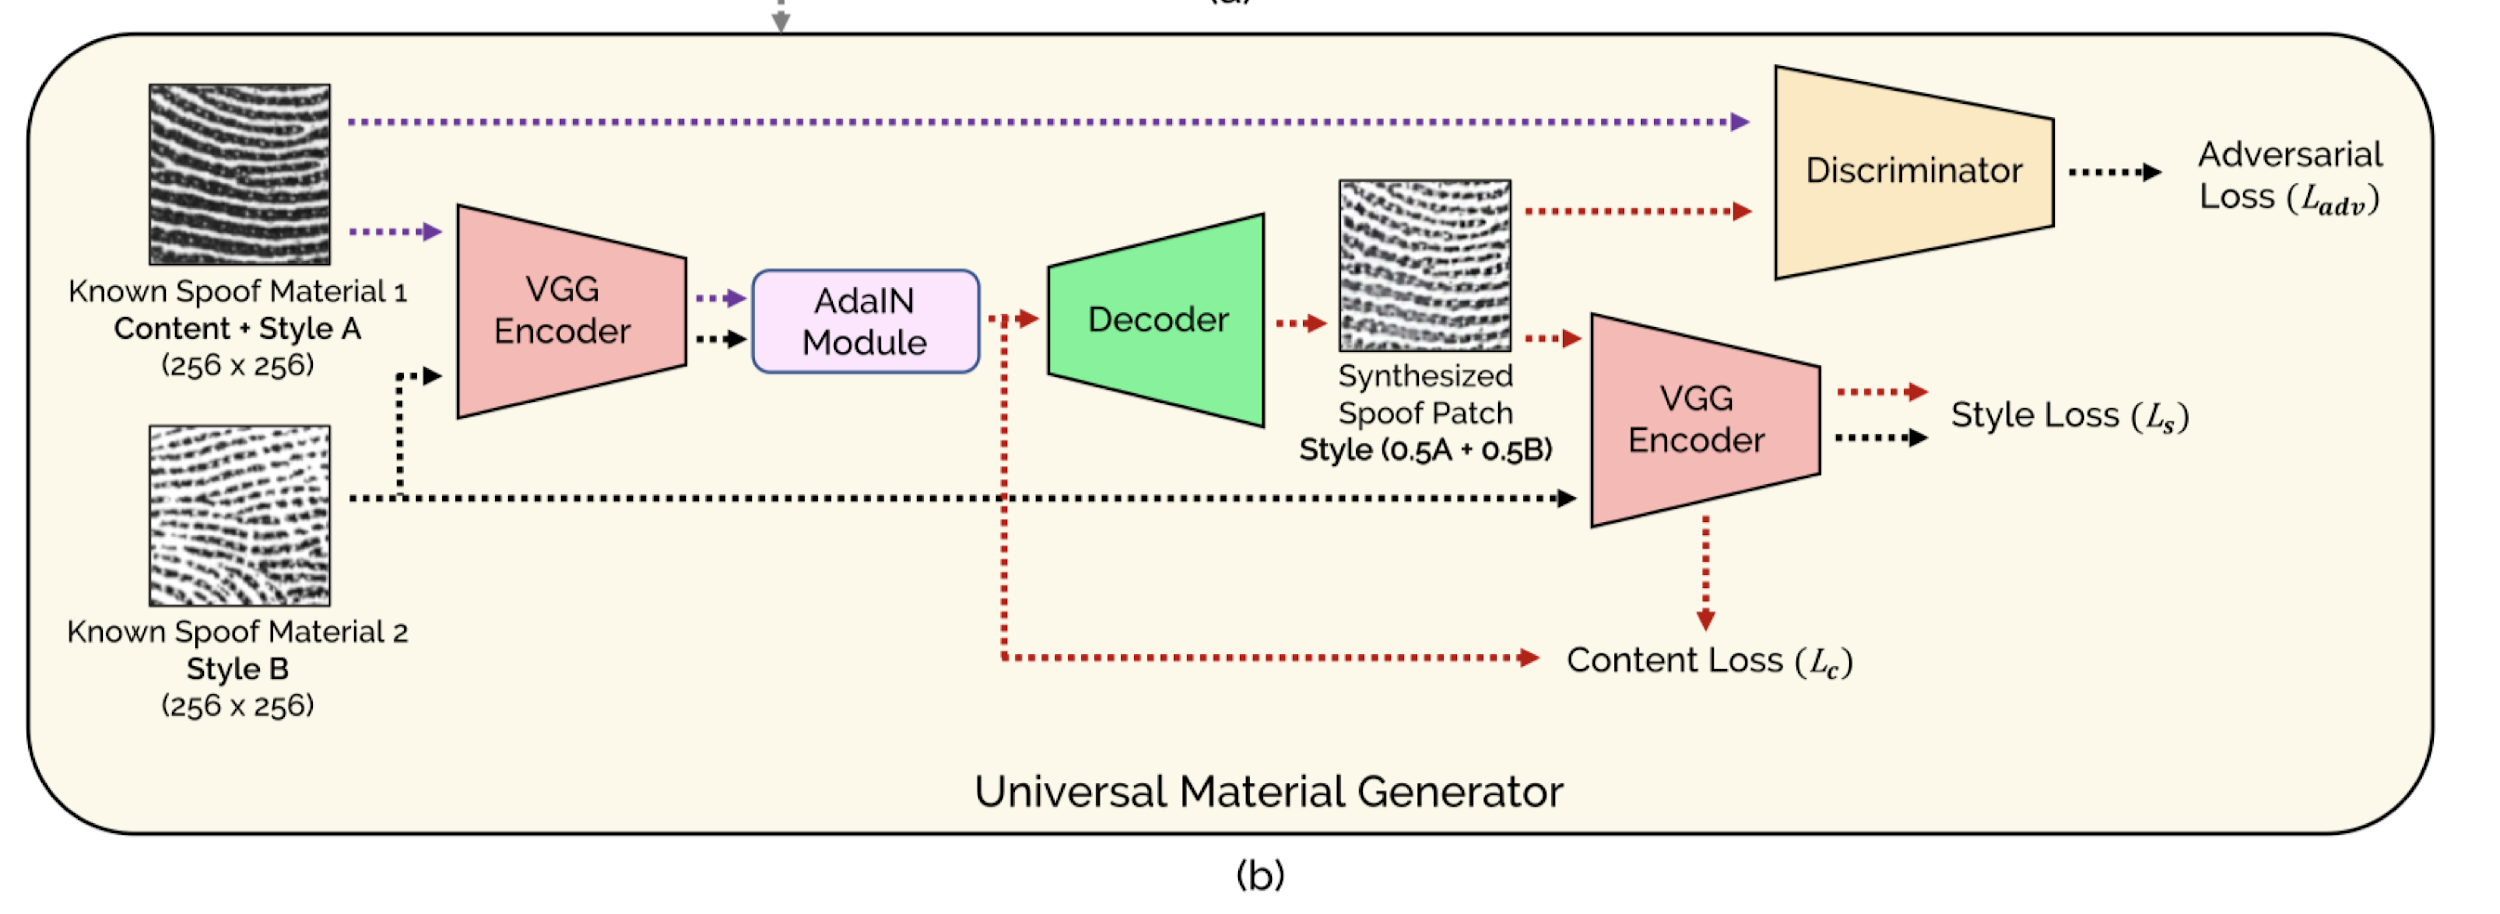 (a)
Known Spoof Material 1
Content + Style A
(256 x 256)
Known Spoof Material 2
Style B
(256 x 256)
VGG
Encoder
AdaIN
Module
Decoder
Synthesized
Spoof Patch
Style (0.5A + 0.5B)
Discriminator
Adversarial
Loss (L_adv)
VGG
Encoder
Style Loss (L_s)
Content Loss (L_c)
Universal Material Generator
(b)